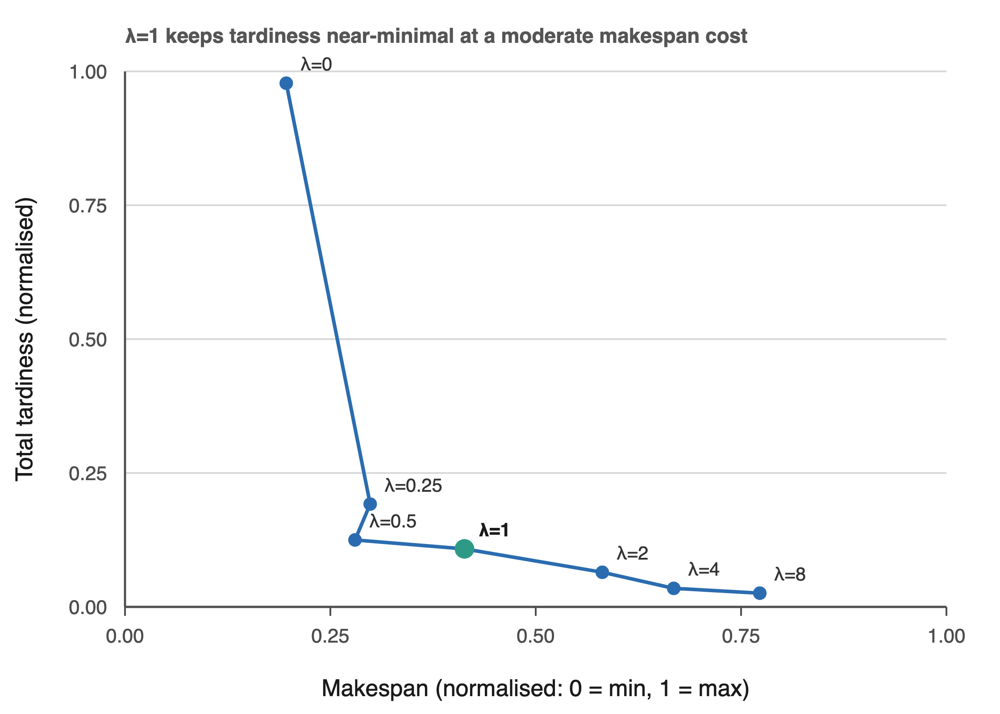 λ=1 keeps tardiness near-minimal at a moderate makespan cost
λ=0
1.00
0.75
0.50
0.25
0.00
Total tardiness (normalised)
λ=0.25
λ=0.5
λ=1
λ=2
λ=4
λ=8
0.00
0.25
0.50
0.75
1.00
Makespan (normalised: 0 = min, 1 = max)